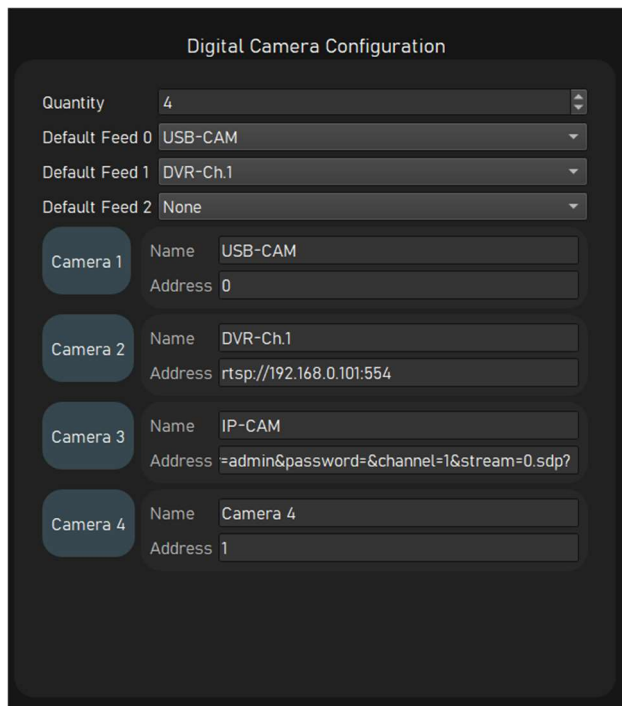 Digital Camera Configuration
Quantity 4
Default Feed 0 USB-CAM
Default Feed 1 DVR-Ch.1
Default Feed 2 None
Camera 1
Name USB-CAM
Address 0
Camera 2
Name DVR-Ch.1
Address rtsp://192.168.0.101:554
Camera 3
Name IP-CAM
Address =admin&password=&channel=1&stream=0.sdp?
Camera 4
Name Camera 4
Address 1